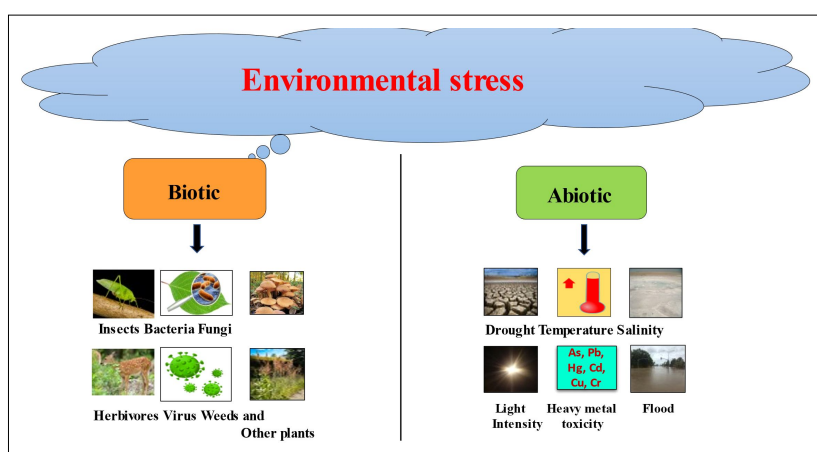 Environmental stress
Biotic
Abiotic
Insects Bacteria Fungi
Drought Temperature Salinity
As, Pb,
Hg, Cd,
Cu, Cr
Herbivores Virus Weeds and
Other plants
Light
Intensity
Heavy metal
toxicity
Flood